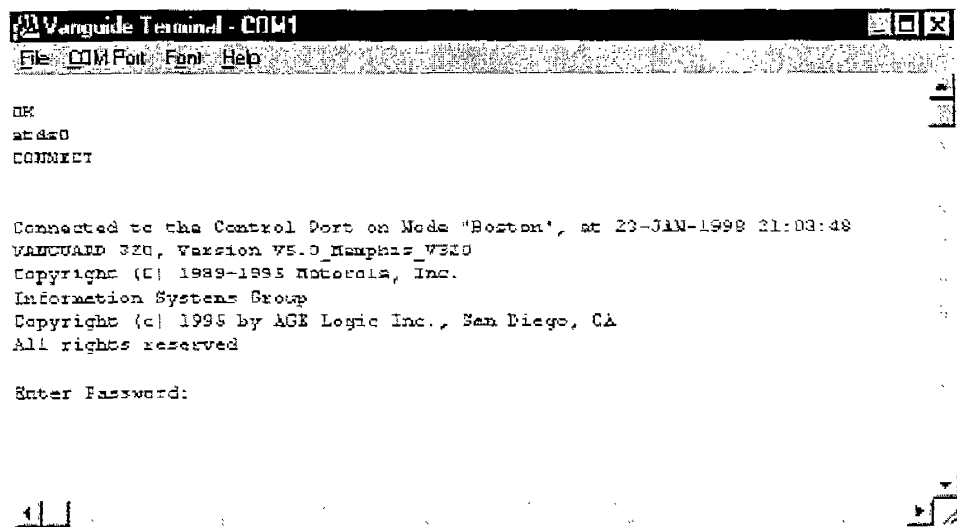 Vanguide Terminal - COM1
File COM Port Font Help
OK
atds0
CONNECT
Connected to the Control Port on Node "Boston", at 23-JAN-1998 21:03:48
VANGUARD 320, Version V5.0_Memphis_V320
Copyright (C) 1989-1995 Motorola, Inc.
Information Systems Group
Copyright (c) 1995 by AGE Logic Inc., San Diego, CA
All rights reserved
Enter Password: